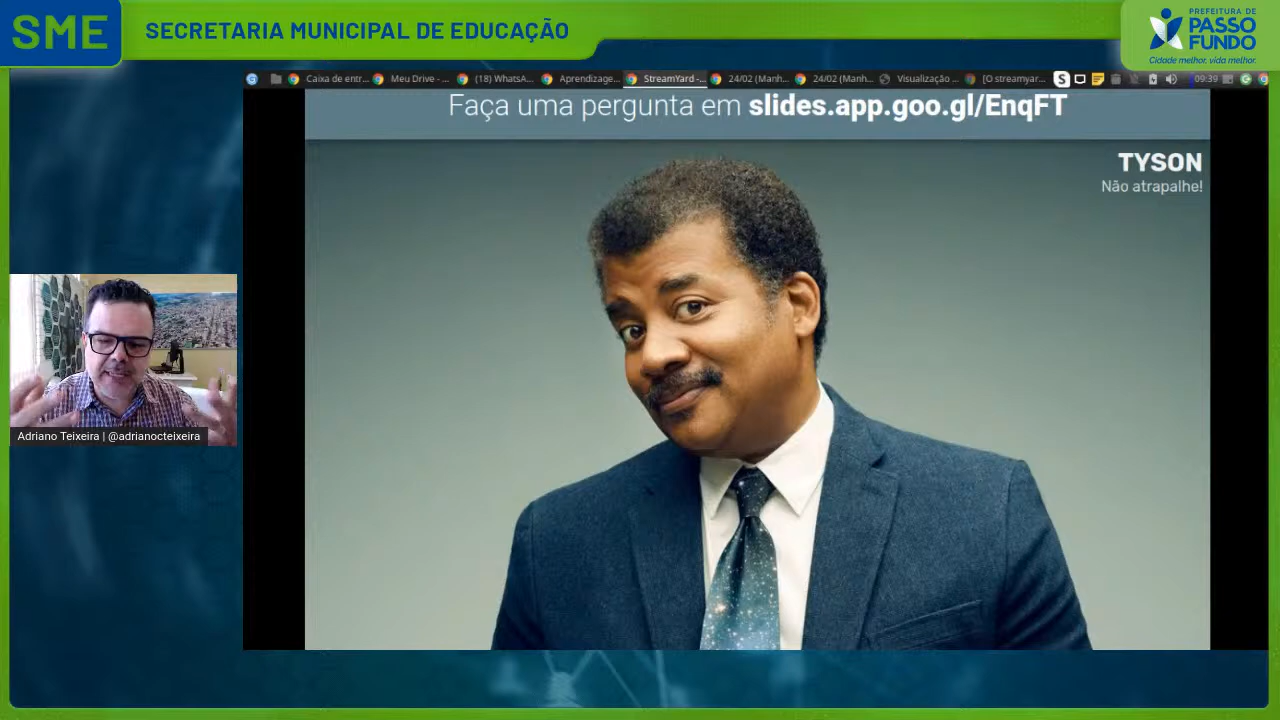 SME
SECRETARIA MUNICIPAL DE EDUCAÇÃO
PREFEITURA DE
PASSO
FUNDO
Cidade melhor, vida melhor.
Caixa de entr... Meu Drive - ... (18) WhatsA... Aprendizage... StreamYard -... 24/02 (Manh... 24/02 (Manh... Visualização ... [O streamyar... S 09:39
Faça uma pergunta em slides.app.goo.gl/EnqFT
TYSON
Não atrapalhe!
Adriano Teixeira | @adrianocteixeira